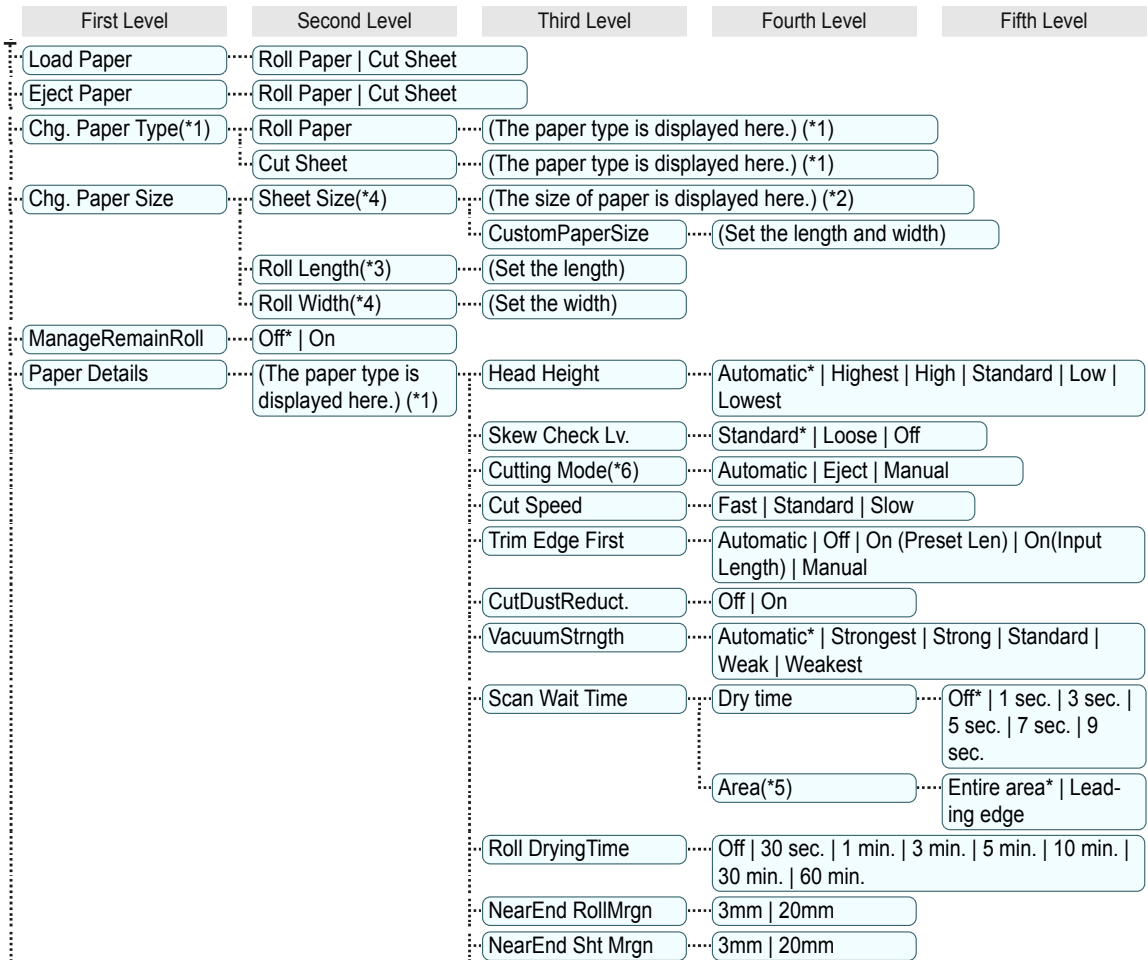 First Level Second Level Third Level Fourth Level Fifth Level
Load Paper Roll Paper | Cut Sheet
Eject Paper Roll Paper | Cut Sheet
Chg. Paper Type(*1) Roll Paper (The paper type is displayed here.) (*1)
Cut Sheet (The paper type is displayed here.) (*1)
Chg. Paper Size Sheet Size(*4) (The size of paper is displayed here.) (*2)
CustomPaperSize (Set the length and width)
Roll Length(*3) (Set the length)
Roll Width(*4) (Set the width)
ManageRemainRoll Off* | On
Paper Details (The paper type is Head Height Automatic* | Highest | High | Standard | Low |
displayed here.) (*1) Lowest
Skew Check Lv. Standard* | Loose | Off
Cutting Mode(*6) Automatic | Eject | Manual
Cut Speed Fast | Standard | Slow
Trim Edge First Automatic | Off | On (Preset Len) | On(Input
Length) | Manual
CutDustReduct. Off | On
VacuumStrngth Automatic* | Strongest | Strong | Standard |
Weak | Weakest
Scan Wait Time Dry time Off* | 1 sec. | 3 sec. |
5 sec. | 7 sec. | 9
sec.
Area(*5) Entire area* | Lead-
ing edge
Roll DryingTime Off | 30 sec. | 1 min. | 3 min. | 5 min. | 10 min. |
30 min. | 60 min.
NearEnd RollMrgn 3mm | 20mm
NearEnd Sht Mrgn 3mm | 20mm